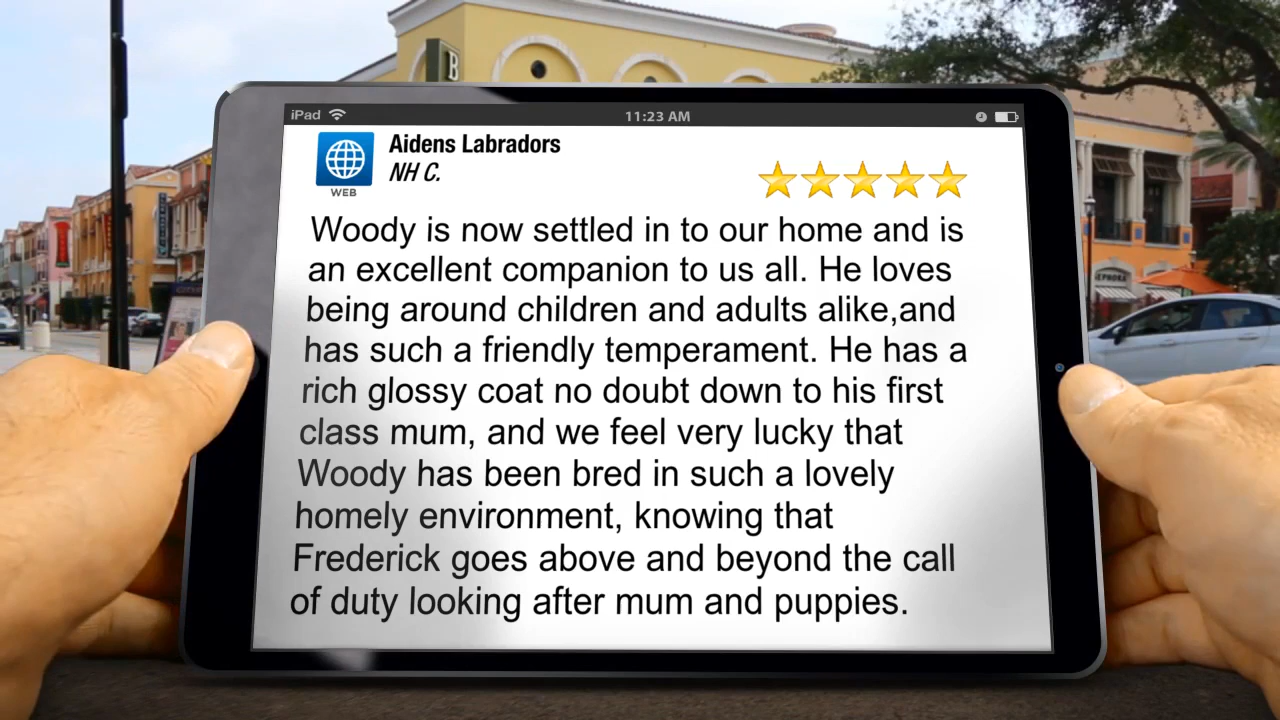 B
iPad
11:23 AM
Aidens Labradors
NH C.
WEB
Woody is now settled in to our home and is
an excellent companion to us all. He loves
being around children and adults alike,and
has such a friendly temperament. He has a
rich glossy coat no doubt down to his first
class mum, and we feel very lucky that
Woody has been bred in such a lovely
homely environment, knowing that
Frederick goes above and beyond the call
of duty looking after mum and puppies.
SEPHORA